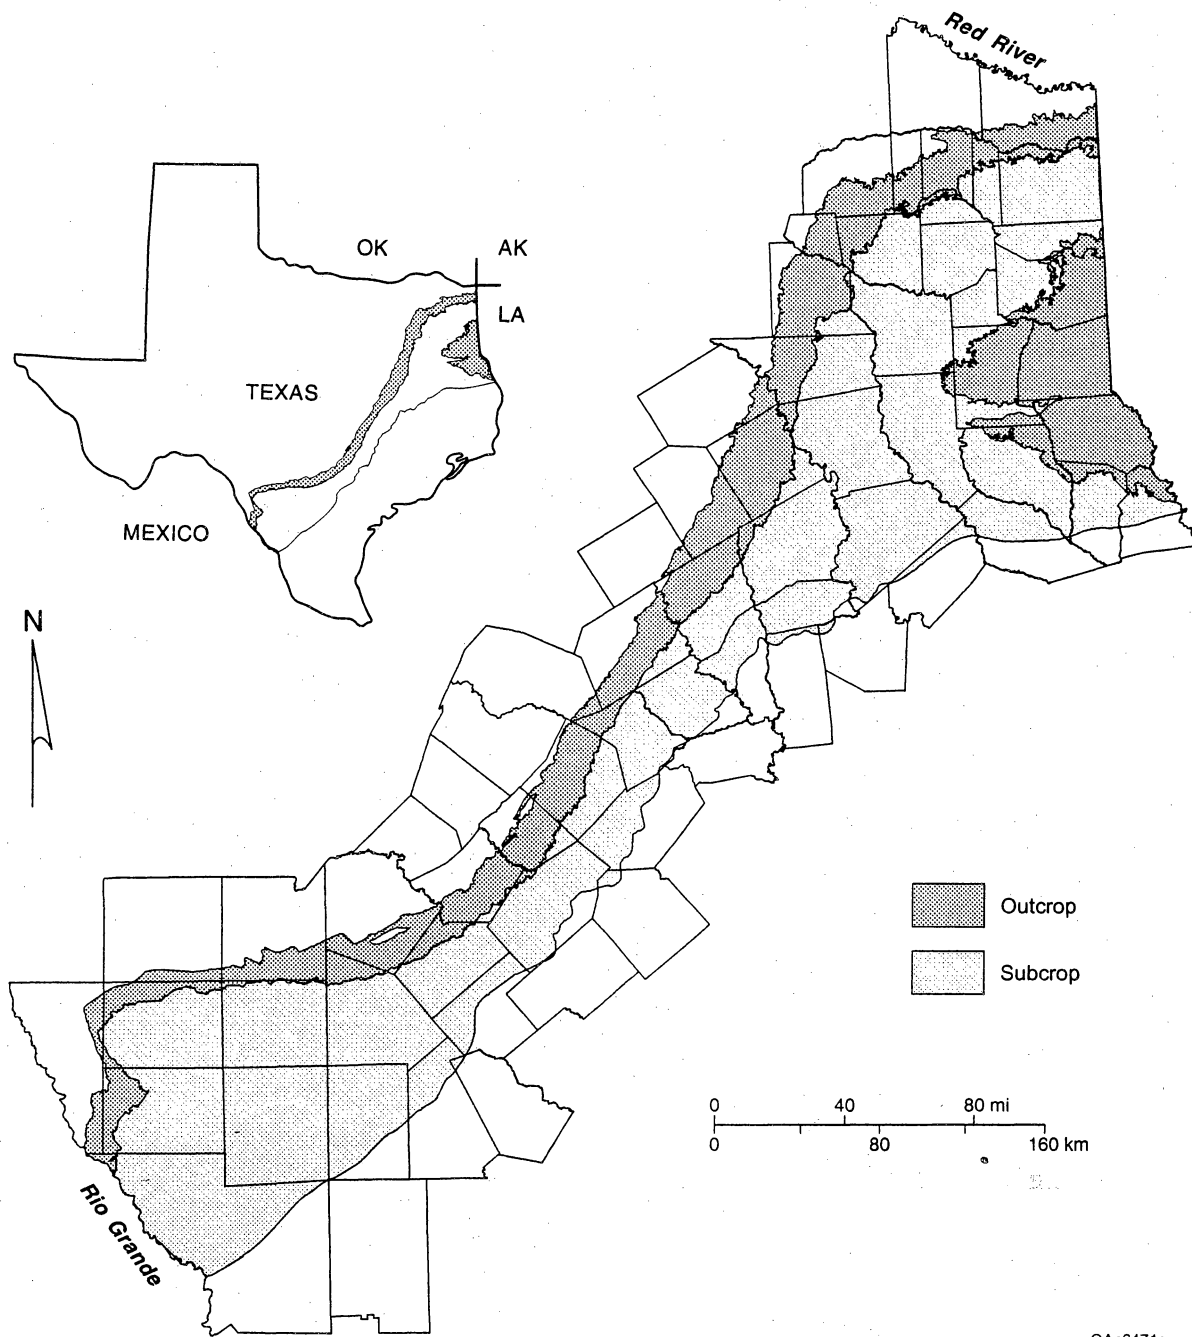 Red River
OK
AK
LA
TEXAS
MEXICO
N
Outcrop
Subcrop
0 40 80 mi
0 80 160 km
Rio Grande